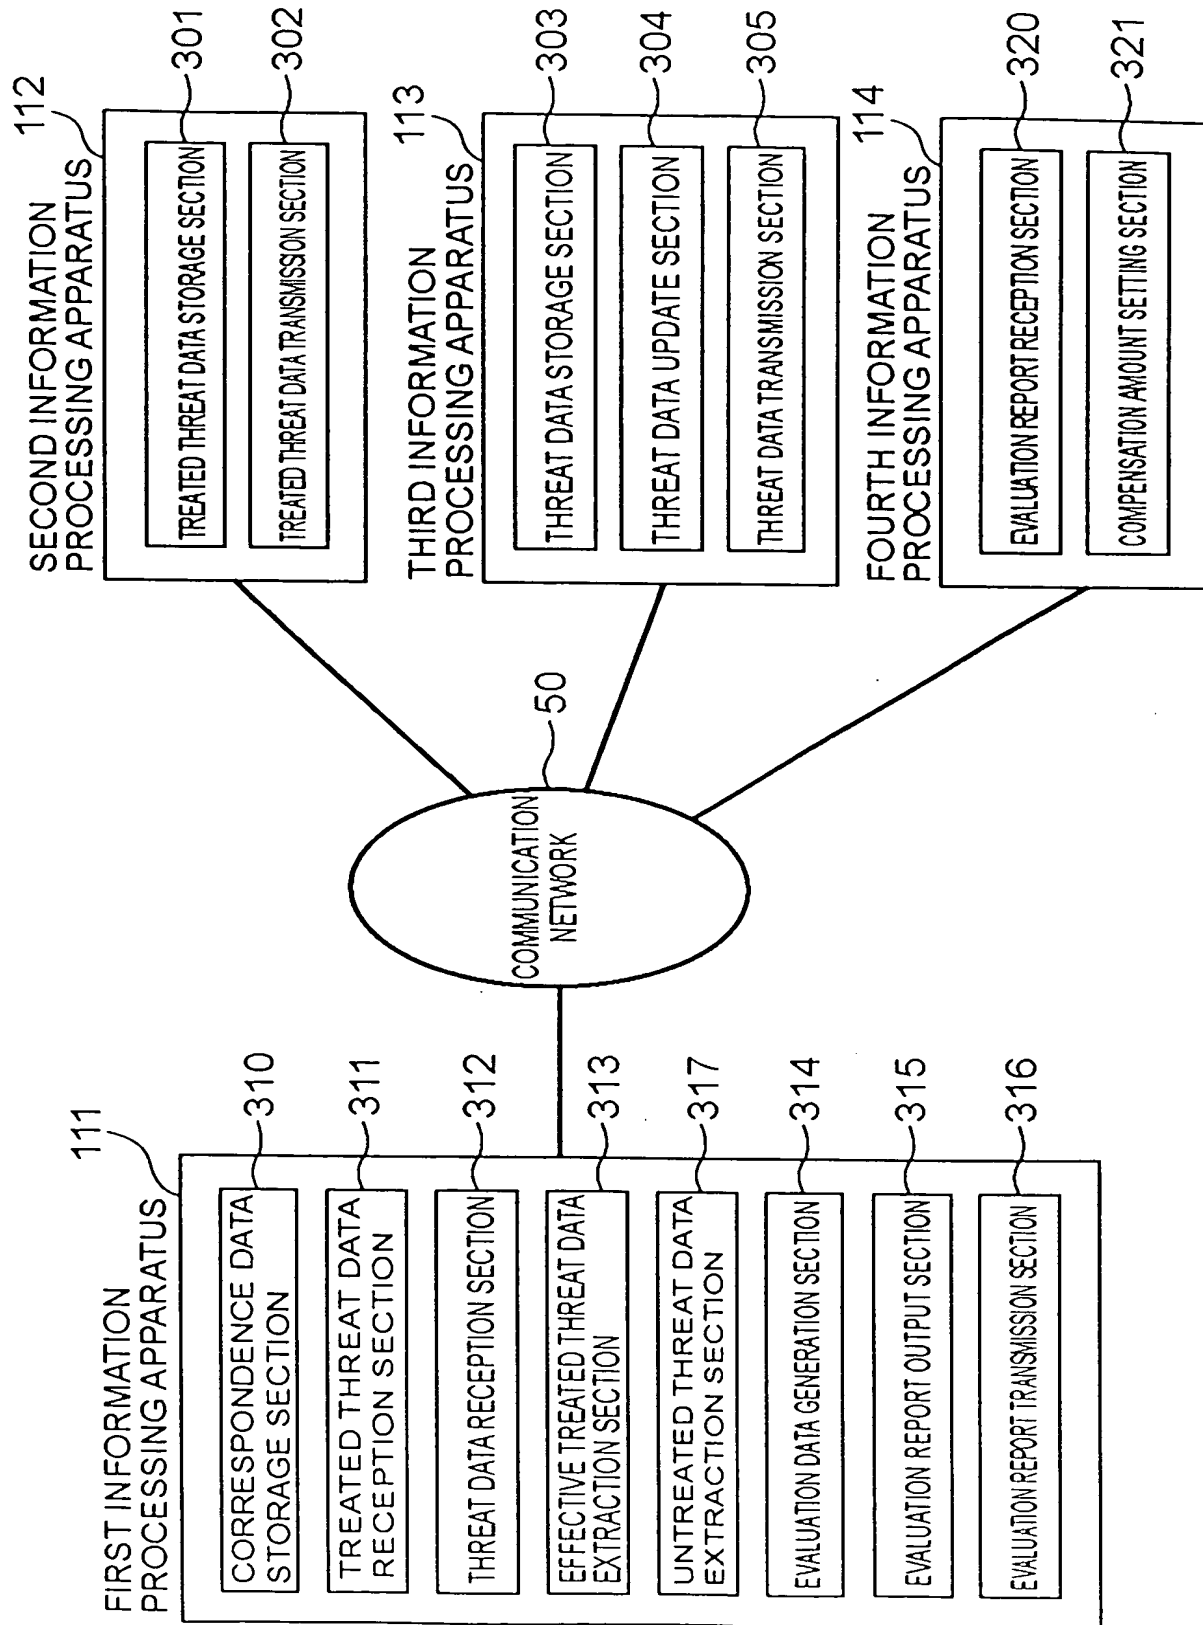 FIRST INFORMATION
PROCESSING APPARATUS
111
CORRESPONDENCE DATA
STORAGE SECTION
310
TREATED THREAT DATA
RECEPTION SECTION
311
THREAT DATA RECEPTION SECTION
312
EFFECTIVE TREATED THREAT DATA
EXTRACTION SECTION
313
UNTREATED THREAT DATA
EXTRACTION SECTION
317
EVALUATION DATA GENERATION SECTION
314
EVALUATION REPORT OUTPUT SECTION
315
EVALUATION REPORT TRANSMISSION SECTION
316
COMMUNICATION
NETWORK
50
SECOND INFORMATION
PROCESSING APPARATUS
112
TREATED THREAT DATA STORAGE SECTION
301
TREATED THREAT DATA TRANSMISSION SECTION
302
THIRD INFORMATION
PROCESSING APPARATUS
113
THREAT DATA STORAGE SECTION
303
THREAT DATA UPDATE SECTION
304
THREAT DATA TRANSMISSION SECTION
305
FOURTH INFORMATION
PROCESSING APPARATUS
114
EVALUATION REPORT RECEPTION SECTION
320
COMPENSATION AMOUNT SETTING SECTION
321